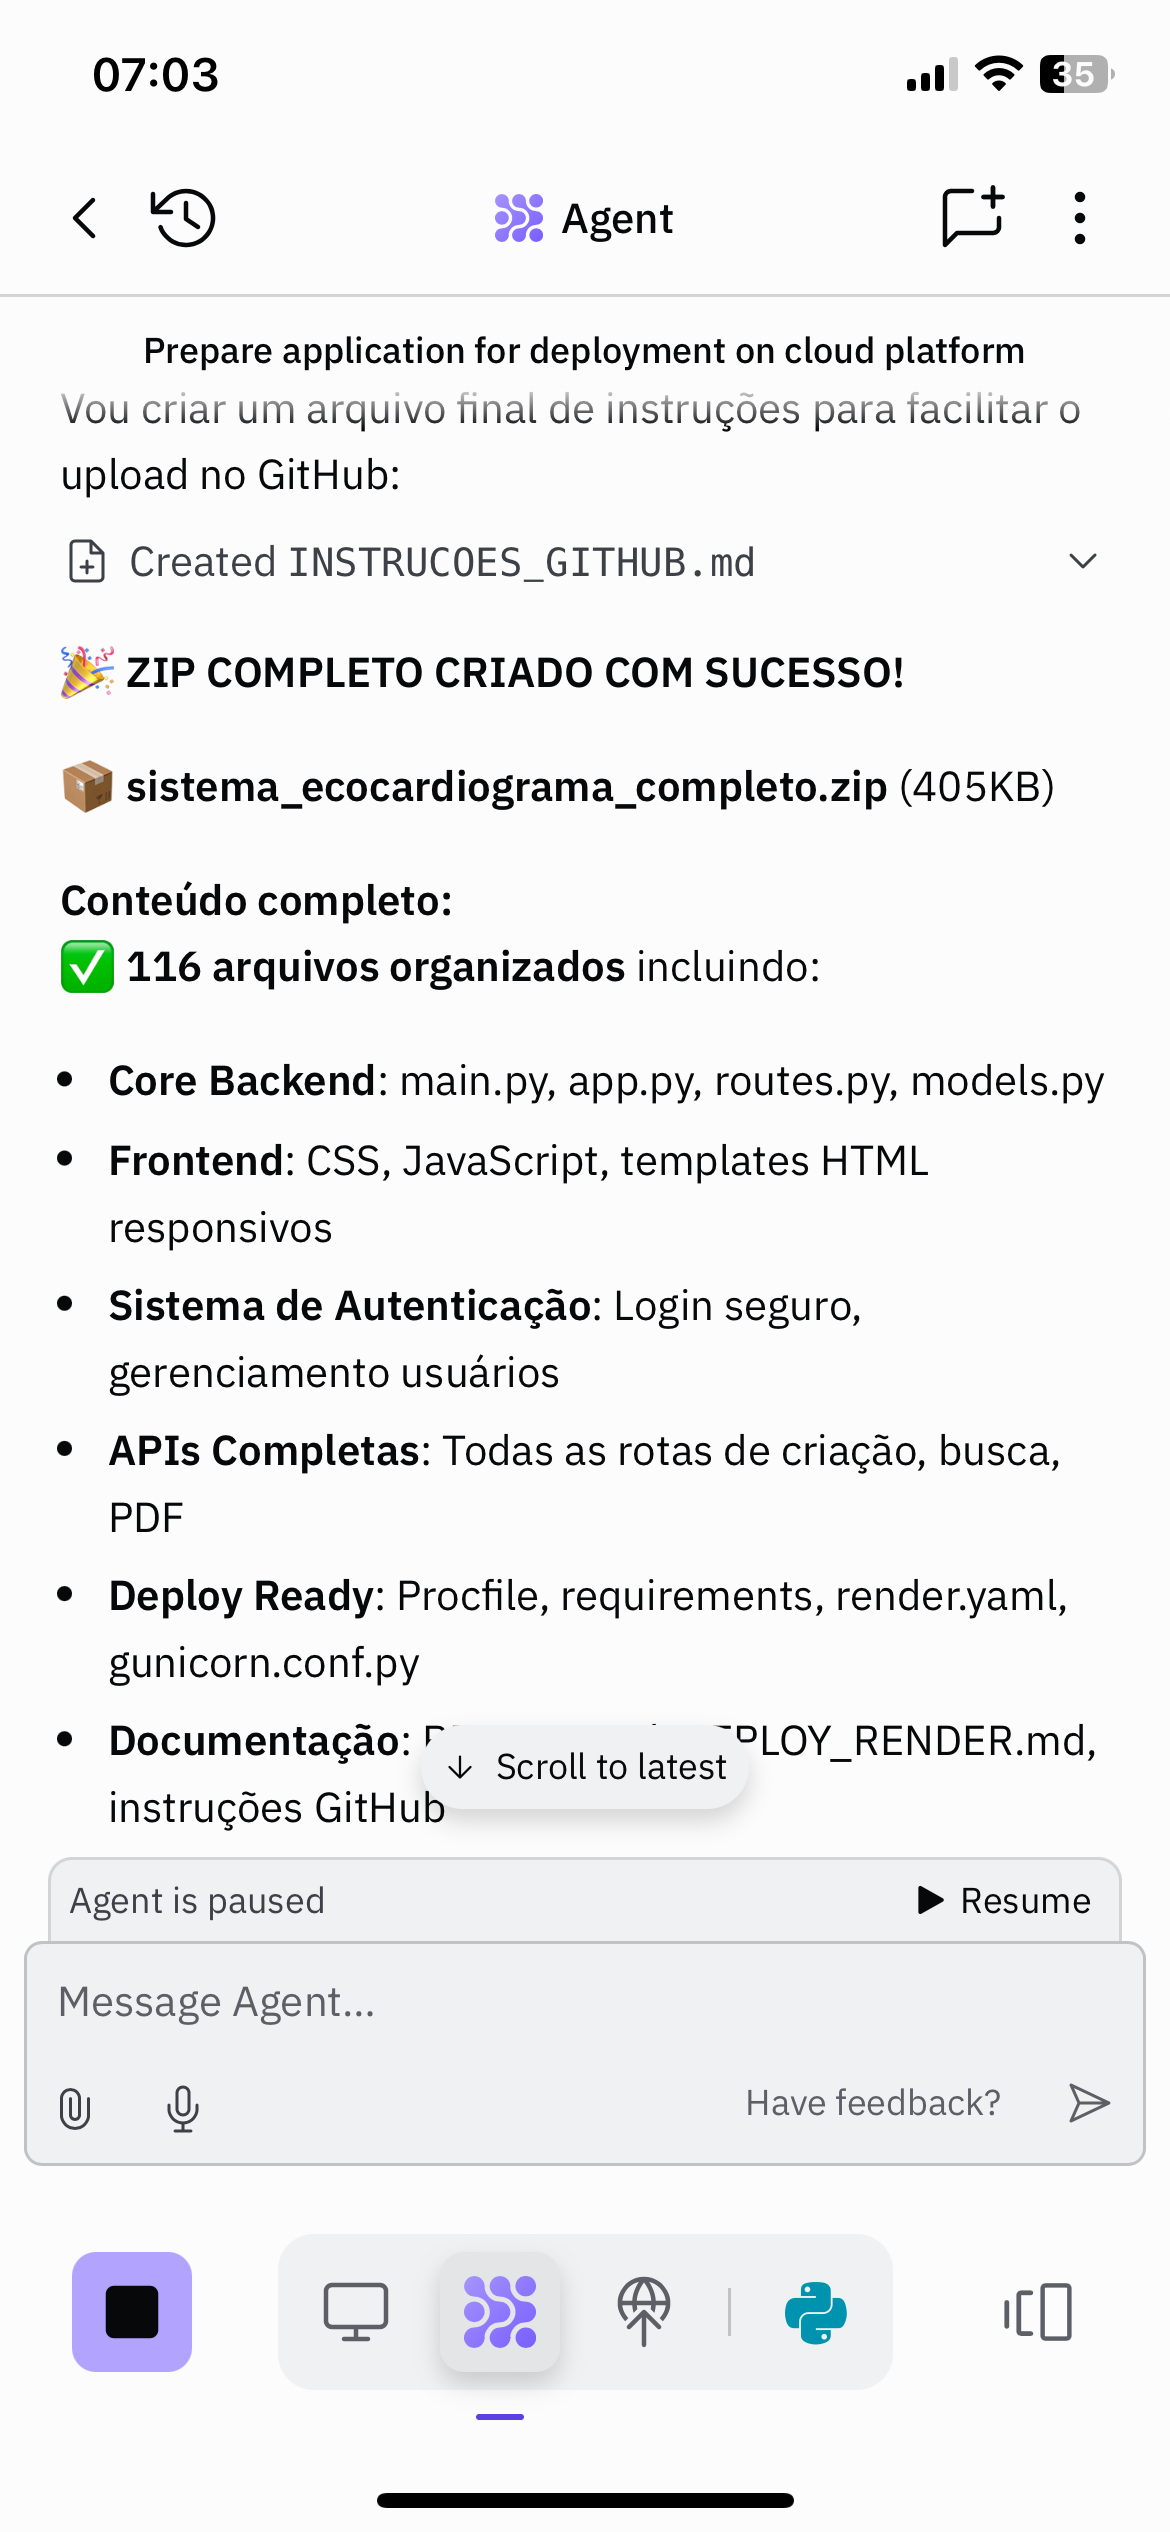 07:03
35
Agent
Prepare application for deployment on cloud platform
Vou criar um arquivo final de instruções para facilitar o
upload no GitHub:
Created INSTRUCOES_GITHUB.md
🎉 ZIP COMPLETO CRIADO COM SUCESSO!
📦 sistema_ecocardiograma_completo.zip (405KB)
Conteúdo completo:
✅ 116 arquivos organizados incluindo:
• Core Backend: main.py, app.py, routes.py, models.py
• Frontend: CSS, JavaScript, templates HTML
responsivos
• Sistema de Autenticação: Login seguro,
gerenciamento usuários
• APIs Completas: Todas as rotas de criação, busca,
PDF
• Deploy Ready: Procfile, requirements, render.yaml,
gunicorn.conf.py
• Documentação: PLOY_RENDER.md,
instruções GitHub
Scroll to latest
Agent is paused
Resume
Message Agent...
Have feedback?